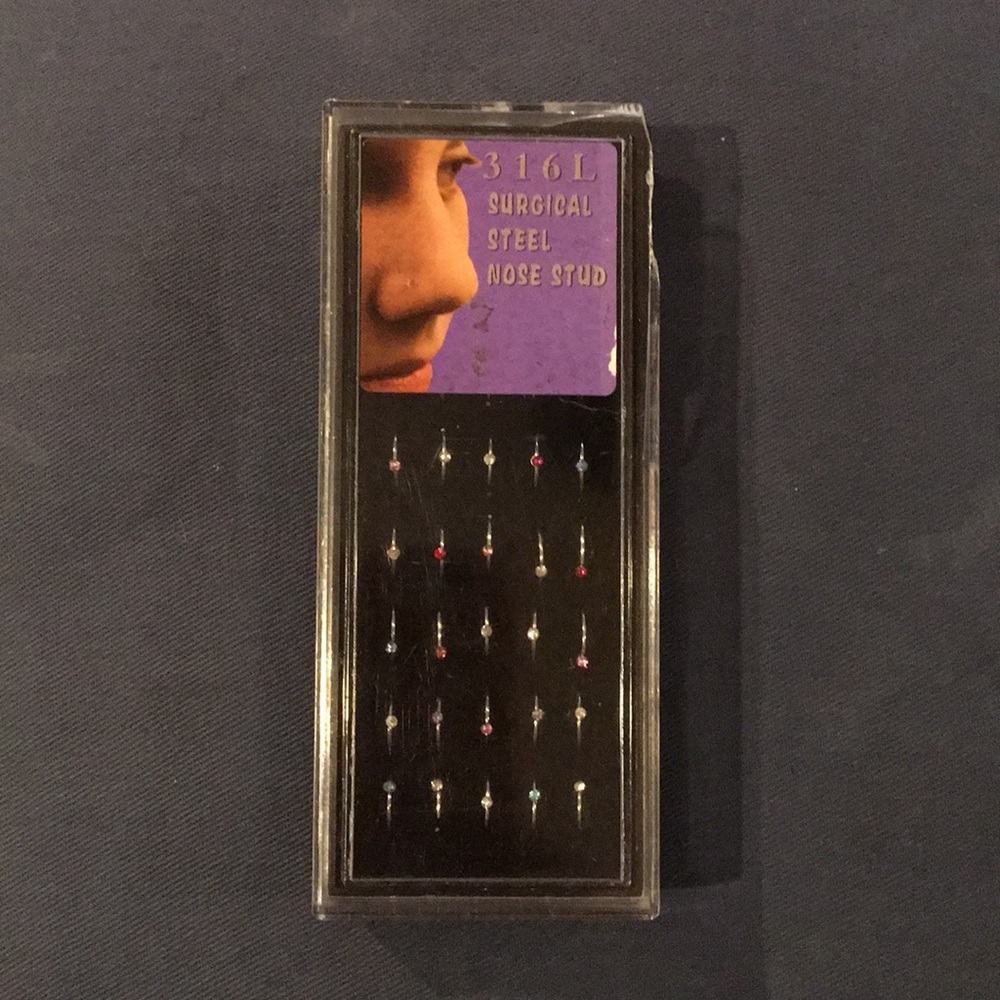 316L
SURGICAL
STEEL
NOSE STUD